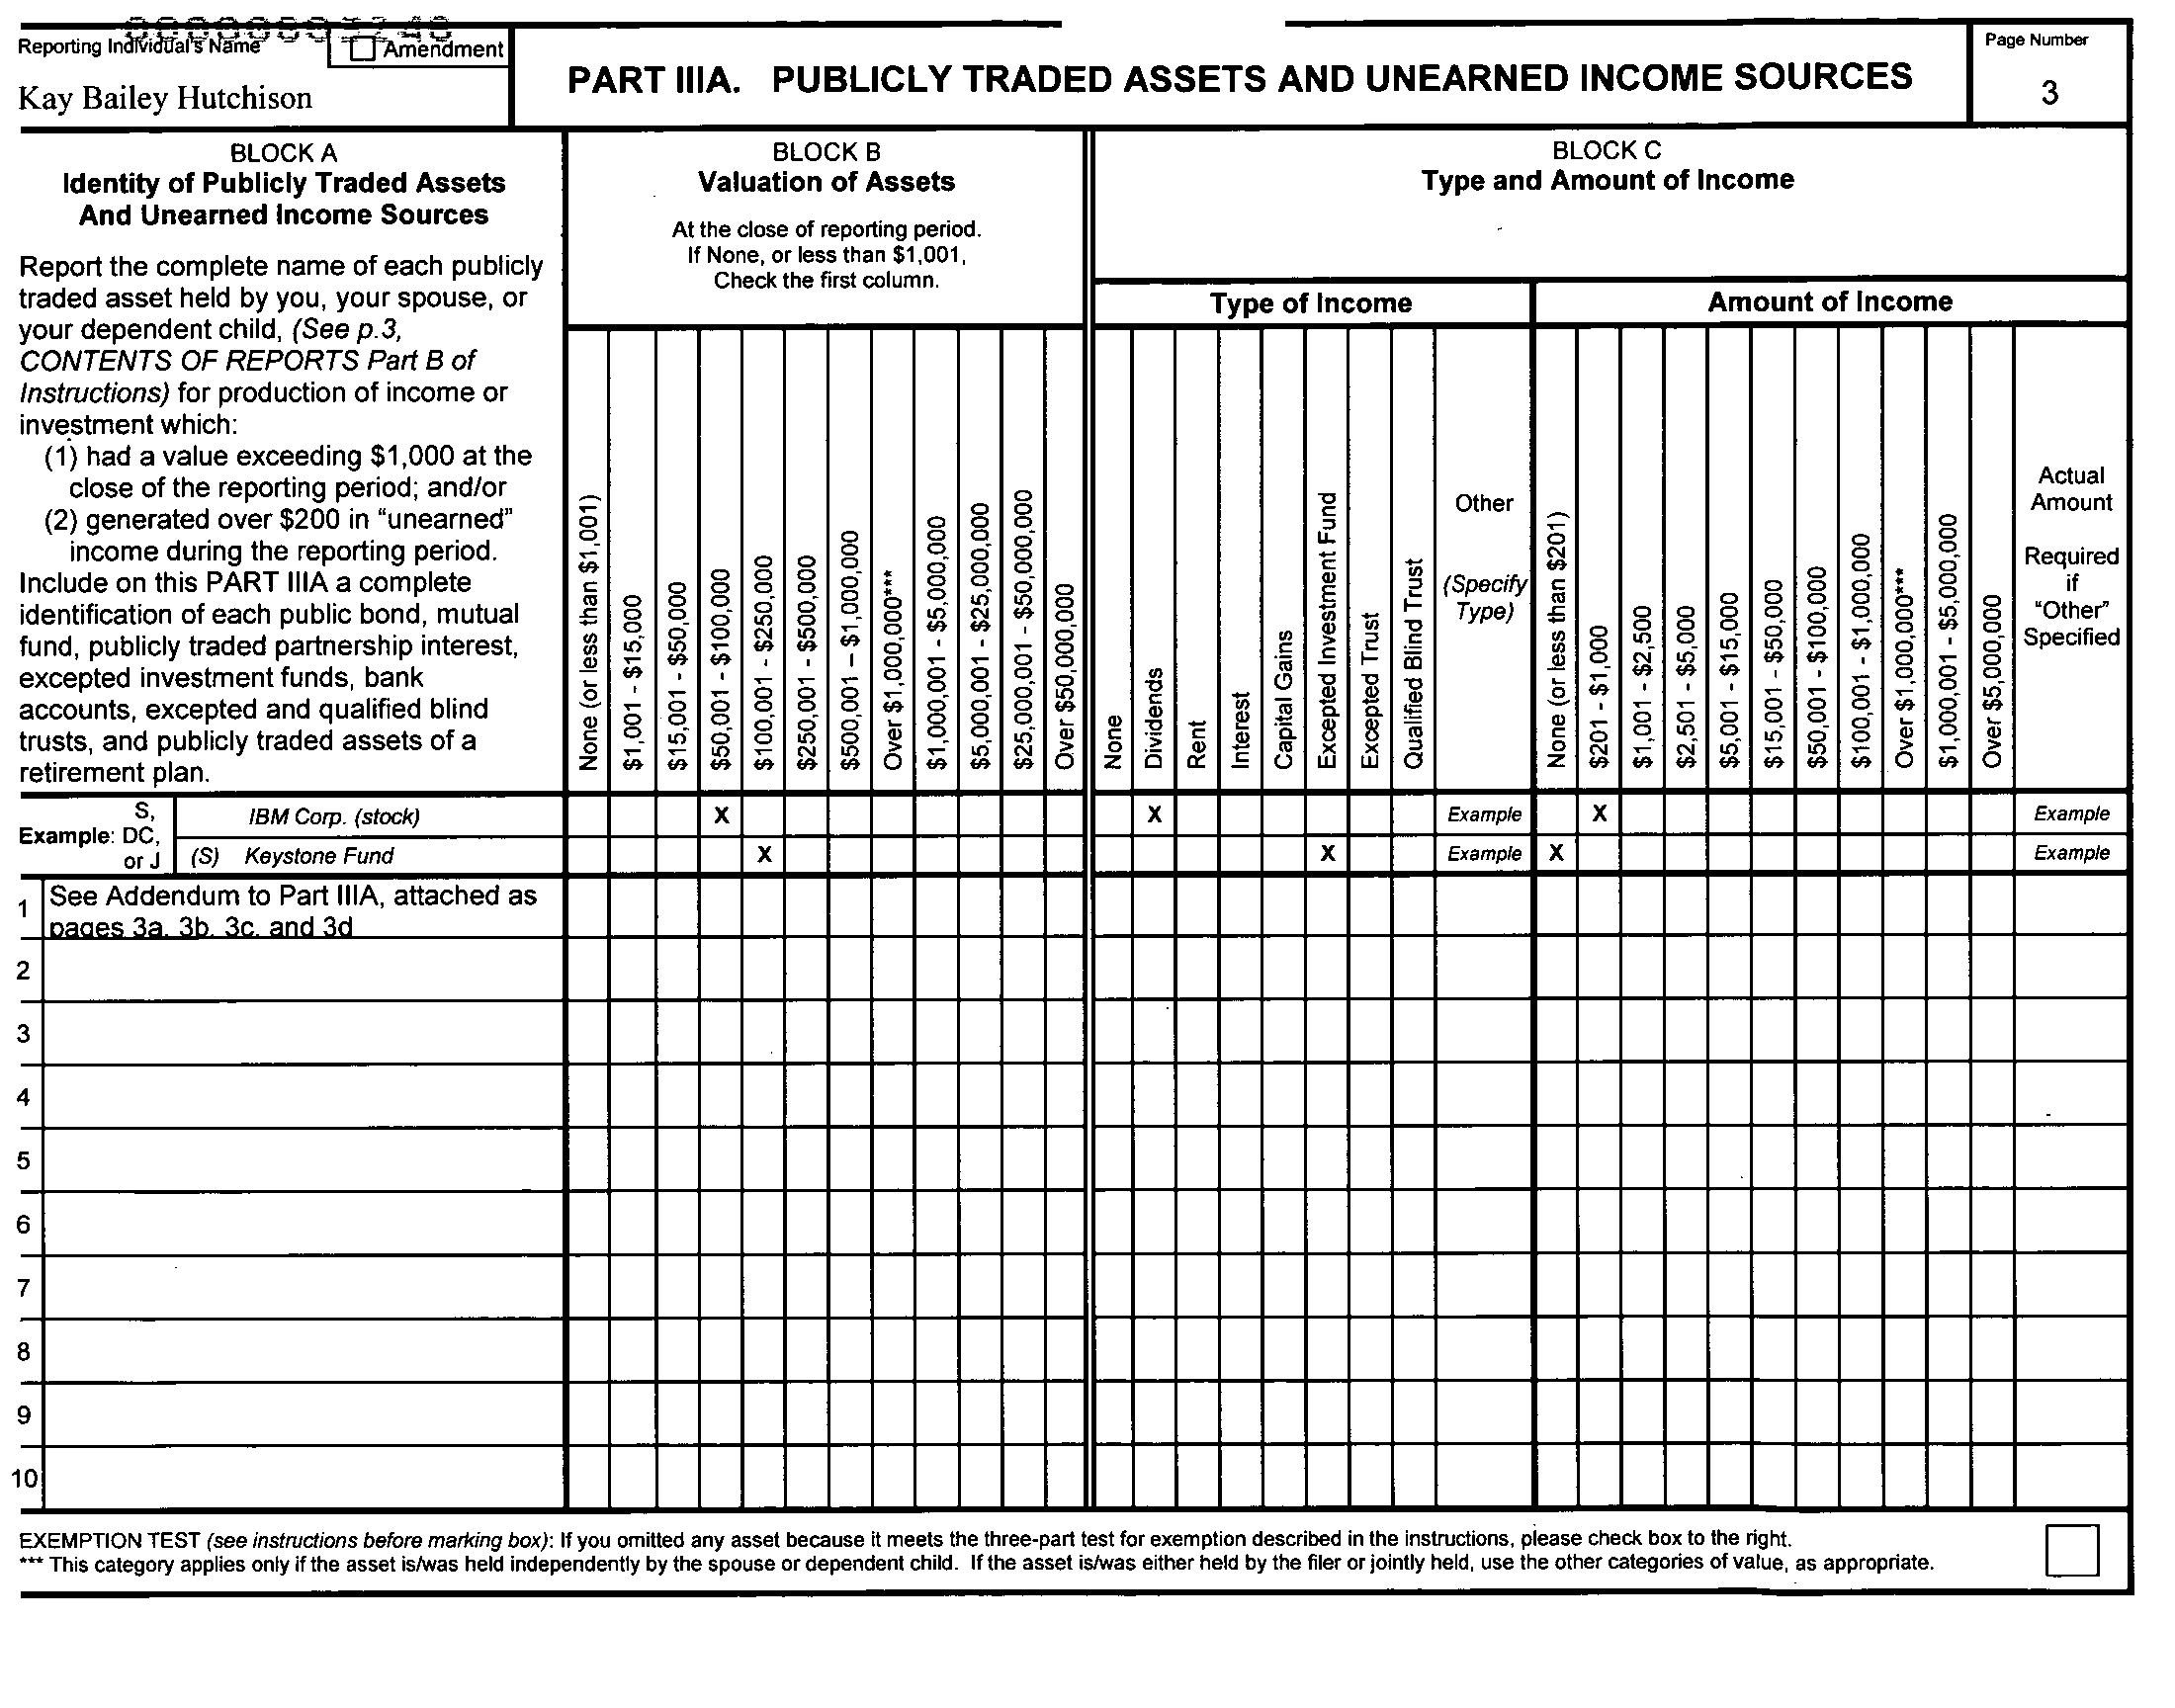 Reporting Individual's Name
Amendment
Kay Bailey Hutchison
PART IIIA. PUBLICLY TRADED ASSETS AND UNEARNED INCOME SOURCES
Page Number
3
BLOCK A
Identity of Publicly Traded Assets
And Unearned Income Sources
Report the complete name of each publicly
traded asset held by you, your spouse, or
your dependent child, (See p.3,
CONTENTS OF REPORTS Part B of
Instructions) for production of income or
investment which:
(1) had a value exceeding $1,000 at the
close of the reporting period; and/or
(2) generated over $200 in “unearned”
income during the reporting period.
Include on this PART IIIA a complete
identification of each public bond, mutual
fund, publicly traded partnership interest,
excepted investment funds, bank
accounts, excepted and qualified blind
trusts, and publicly traded assets of a
retirement plan.
BLOCK B
Valuation of Assets
At the close of reporting period.
If None, or less than $1,001,
Check the first column.
None (or less than $1,001)
$1,001 - $15,000
$15,001 - $50,000
$50,001 - $100,000
$100,001 - $250,000
$250,001 - $500,000
$500,001 – $1,000,000
Over $1,000,000***
$1,000,001 - $5,000,000
$5,000,001 - $25,000,000
$25,000,001 - $50,000,000
Over $50,000,000
BLOCK C
Type and Amount of Income
Type of Income
None
Dividends
Rent
Interest
Capital Gains
Excepted Investment Fund
Excepted Trust
Qualified Blind Trust
Other
(Specify
Type)
Amount of Income
None (or less than $201)
$201 - $1,000
$1,001 - $2,500
$2,501 - $5,000
$5,001 - $15,000
$15,001 - $50,000
$50,001 - $100,000
$100,001 - $1,000,000
Over $1,000,000***
$1,000,001 - $5,000,000
Over $5,000,000
Actual
Amount
Required
if
“Other”
Specified
Example: S, DC, or J
IBM Corp. (stock) X X Example X Example
(S) Keystone Fund X X Example X Example
1 See Addendum to Part IIIA, attached as
pages 3a, 3b, 3c, and 3d
2
3
4
5
6
7
8
9
10
EXEMPTION TEST (see instructions before marking box): If you omitted any asset because it meets the three-part test for exemption described in the instructions, please check box to the right.
*** This category applies only if the asset is/was held independently by the spouse or dependent child. If the asset is/was either held by the filer or jointly held, use the other categories of value, as appropriate.